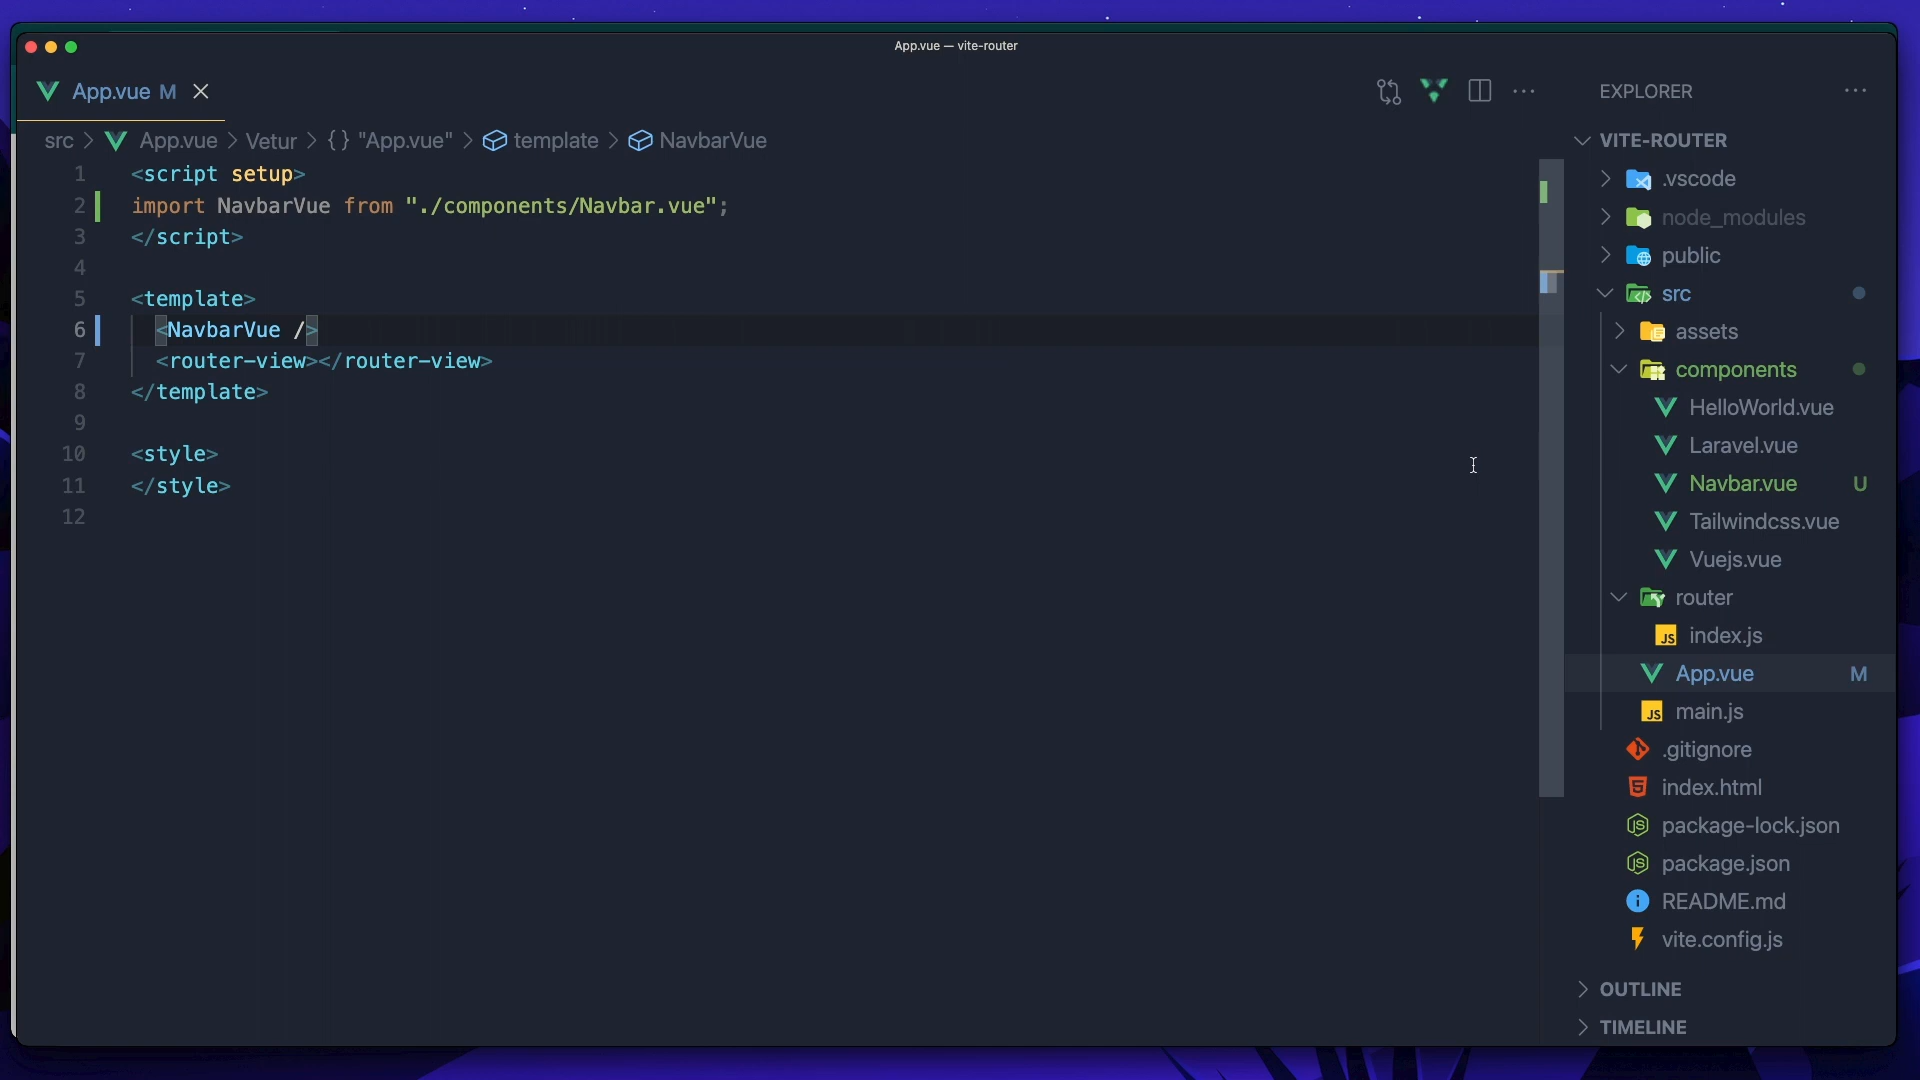 App.vue — vite-router
App.vue M
src > App.vue > Vetur > {} "App.vue" > template > NavbarVue
1 <script setup>
2 import NavbarVue from "./components/Navbar.vue";
3 </script>
4
5 <template>
6 <NavbarVue />
7 <router-view></router-view>
8 </template>
9
10 <style>
11 </style>
12
EXPLORER
VITE-ROUTER
.vscode
node_modules
public
src
assets
components
HelloWorld.vue
Laravel.vue
Navbar.vue U
Tailwindcss.vue
Vuejs.vue
router
JS index.js
App.vue M
JS main.js
.gitignore
index.html
package-lock.json
package.json
README.md
vite.config.js
OUTLINE
TIMELINE